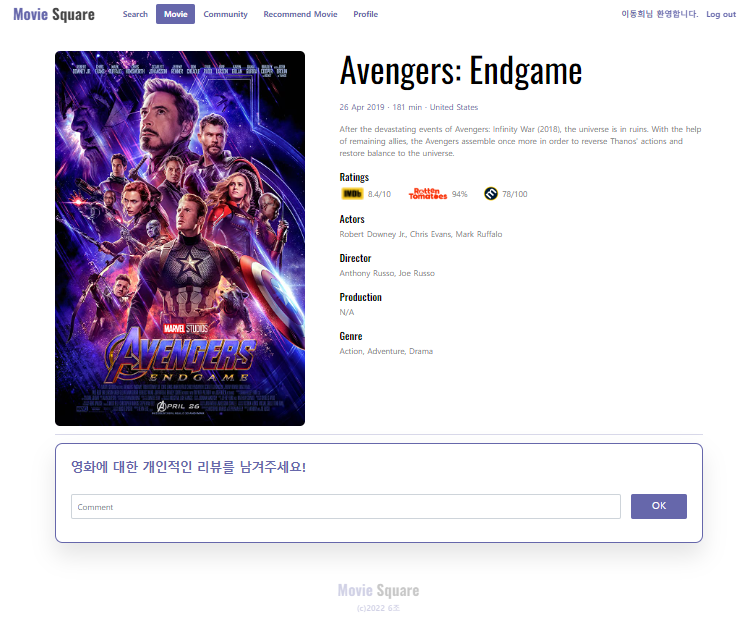 Movie Square
Search Movie Community Recommend Movie Profile
이동희님 환영합니다. Log out
MARVEL STUDIOS
AVENGERS
ENDGAME
APRIL 26
Avengers: Endgame
26 Apr 2019 · 181 min · United States
After the devastating events of Avengers: Infinity War (2018), the universe is in ruins. With the help
of remaining allies, the Avengers assemble once more in order to reverse Thanos' actions and
restore balance to the universe.
Ratings
IMDb 8.4/10 Rotten Tomatoes 94% 78/100
Actors
Robert Downey Jr., Chris Evans, Mark Ruffalo
Director
Anthony Russo, Joe Russo
Production
N/A
Genre
Action, Adventure, Drama
영화에 대한 개인적인 리뷰를 남겨주세요!
Comment OK
Movie Square
(c)2022 6조